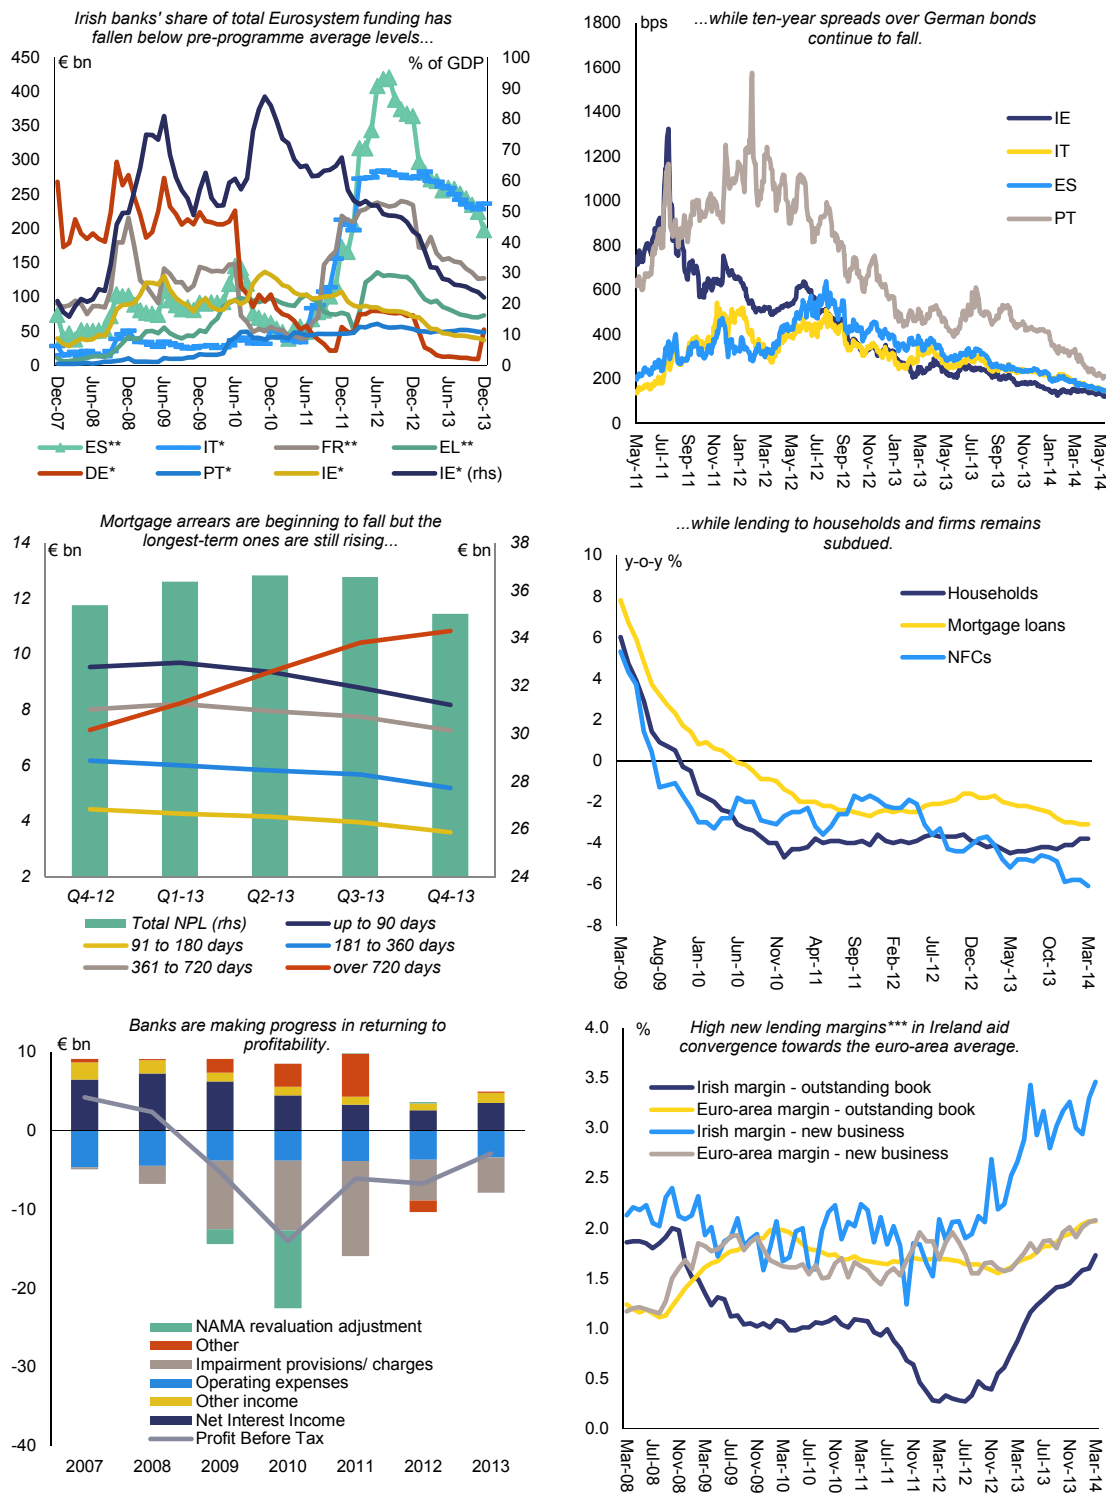 Irish banks' share of total Eurosystem funding has
fallen below pre-programme average levels...
€ bn
% of GDP
450
400
350
300
250
200
150
100
50
0
100
90
80
70
60
50
40
30
20
10
0
Dec-07
Jun-08
Dec-08
Jun-09
Dec-09
Jun-10
Dec-10
Jun-11
Dec-11
Jun-12
Dec-12
Jun-13
Dec-13
ES**
IT*
FR**
EL**
DE*
PT*
IE*
IE* (rhs)
...while ten-year spreads over German bonds
continue to fall.
bps
1800
1600
1400
1200
1000
800
600
400
200
0
IE
IT
ES
PT
May-11
Jul-11
Sep-11
Nov-11
Jan-12
Mar-12
May-12
Jul-12
Sep-12
Nov-12
Jan-13
Mar-13
May-13
Jul-13
Sep-13
Nov-13
Jan-14
Mar-14
May-14
Mortgage arrears are beginning to fall but the
longest-term ones are still rising...
€ bn
€ bn
14
12
10
8
6
4
2
38
36
34
32
30
28
26
24
Q4-12
Q1-13
Q2-13
Q3-13
Q4-13
Total NPL (rhs)
up to 90 days
91 to 180 days
181 to 360 days
361 to 720 days
over 720 days
...while lending to households and firms remains
subdued.
y-o-y %
10
8
6
4
2
0
-2
-4
-6
-8
Households
Mortgage loans
NFCs
Mar-09
Aug-09
Jan-10
Jun-10
Nov-10
Apr-11
Sep-11
Feb-12
Jul-12
Dec-12
May-13
Oct-13
Mar-14
Banks are making progress in returning to
profitability.
€ bn
10
0
-10
-20
-30
-40
NAMA revaluation adjustment
Other
Impairment provisions/ charges
Operating expenses
Other income
Net Interest Income
Profit Before Tax
2007
2008
2009
2010
2011
2012
2013
High new lending margins*** in Ireland aid
convergence towards the euro-area average.
%
4.0
3.5
3.0
2.5
2.0
1.5
1.0
0.5
0.0
Irish margin - outstanding book
Euro-area margin - outstanding book
Irish margin - new business
Euro-area margin - new business
Mar-08
Jul-08
Nov-08
Mar-09
Jul-09
Nov-09
Mar-10
Jul-10
Nov-10
Mar-11
Jul-11
Nov-11
Mar-12
Jul-12
Nov-12
Mar-13
Jul-13
Nov-13
Mar-14